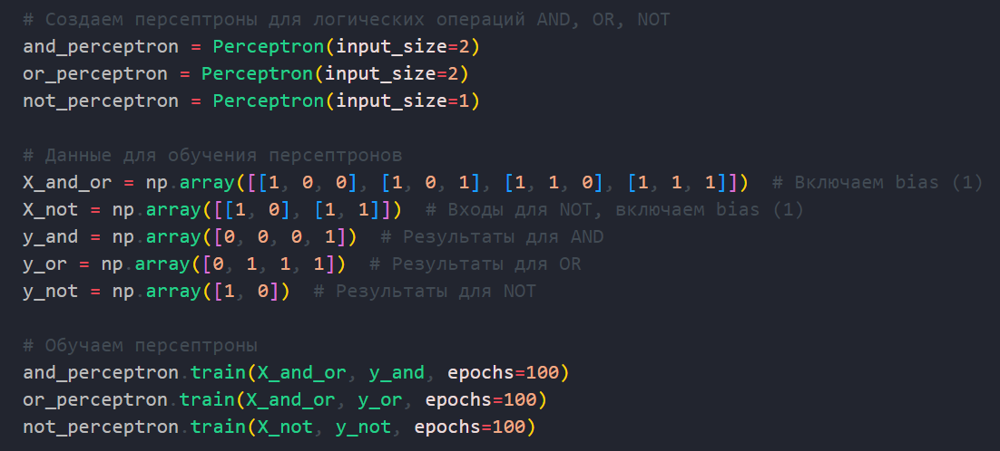 # Создаем персептроны для логических операций AND, OR, NOT
and_perceptron = Perceptron(input_size=2)
or_perceptron = Perceptron(input_size=2)
not_perceptron = Perceptron(input_size=1)
# Данные для обучения персептронов
X_and_or = np.array([[1, 0, 0], [1, 0, 1], [1, 1, 0], [1, 1, 1]])  # Включаем bias (1)
X_not = np.array([[1, 0], [1, 1]])  # Входы для NOT, включаем bias (1)
y_and = np.array([0, 0, 0, 1])  # Результаты для AND
y_or = np.array([0, 1, 1, 1])  # Результаты для OR
y_not = np.array([1, 0])  # Результаты для NOT
# Обучаем персептроны
and_perceptron.train(X_and_or, y_and, epochs=100)
or_perceptron.train(X_and_or, y_or, epochs=100)
not_perceptron.train(X_not, y_not, epochs=100)